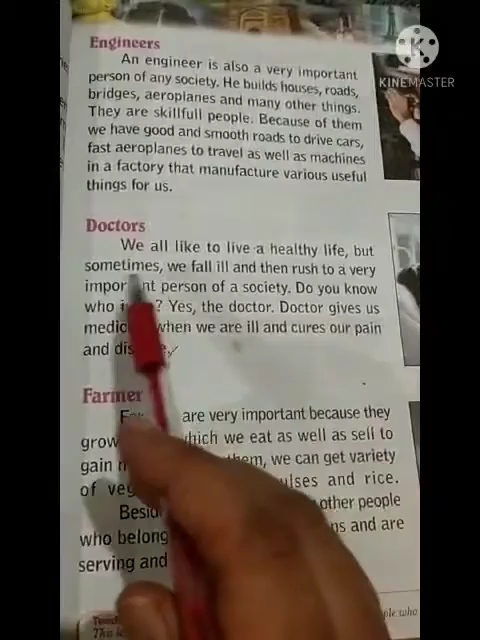 Engineers
An engineer is also a very important
person of any society. He builds houses, roads,
bridges, aeroplanes and many other things.
They are skillfull people. Because of them
we have good and smooth roads to drive cars,
fast aeroplanes to travel as well as machines
in a factory that manufacture various useful
things for us.
Doctors
We all like to live a healthy life, but
sometimes, we fall ill and then rush to a very
important person of a society. Do you know
who ? Yes, the doctor. Doctor gives us
when we are ill and cures our pain
and
Farmer
are very important because they
grow which we eat as well as sell to
gain them, we can get variety
of and rice.
other people
who belong and are
serving and
K
KINEMASTER
who